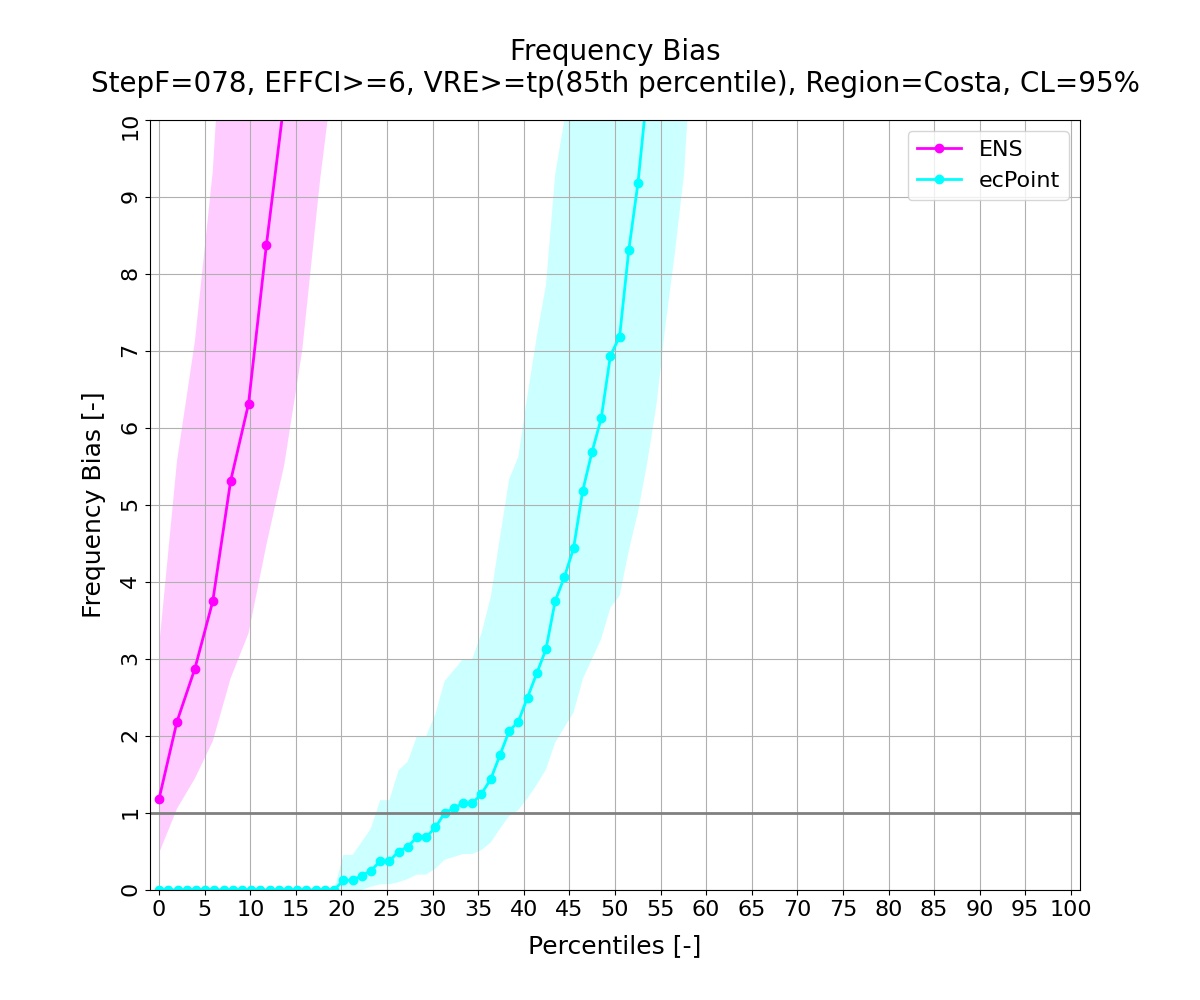 Frequency Bias
StepF=078, EFFCI>=6, VRE>=tp(85th percentile), Region=Costa, CL=95%
10
9
8
7
6
5
4
3
2
1
0
Frequency Bias [-]
ENS
ecPoint
0 5 10 15 20 25 30 35 40 45 50 55 60 65 70 75 80 85 90 95 100
Percentiles [-]